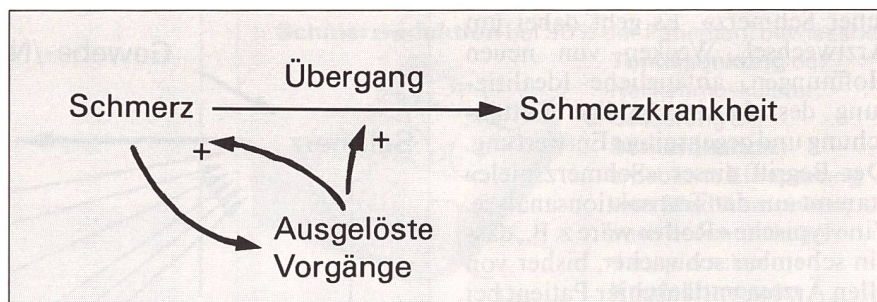 Übergang
Schmerz Schmerzkrankheit
+ +
Ausgelöste
Vorgänge